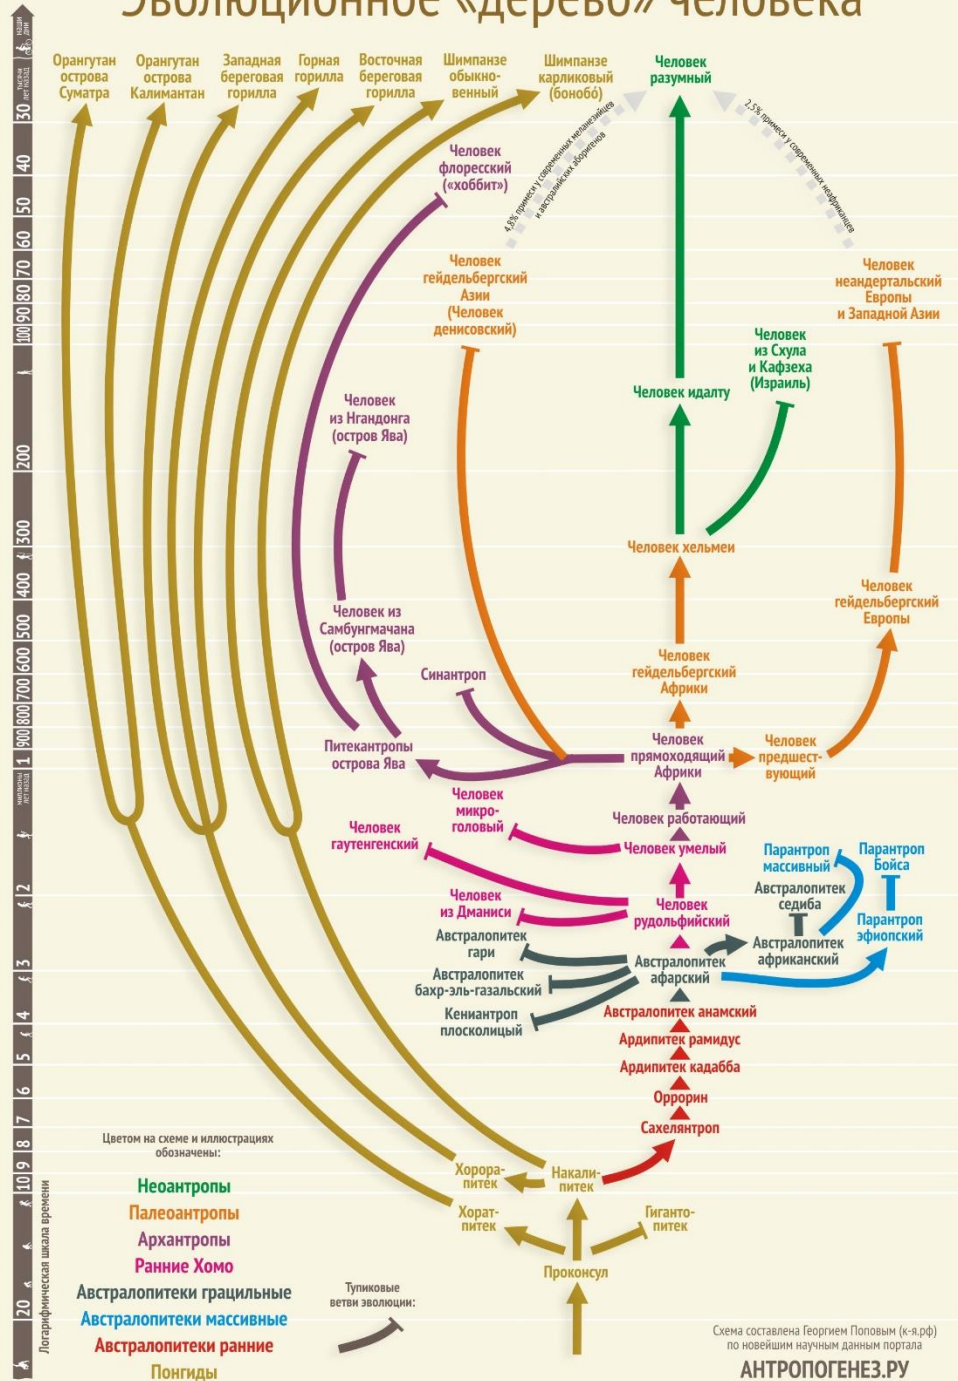 Эволюционное «дерево» человека
наши
дни
тысяч
лет назад
30
40
50
60
70
80
90
100
200
300
400
500
600
700
800
900
1
миллионы
лет назад
2
3
4
5
6
7
8
9
10
20
Логарифмическая шкала времени
Орангутан
острова
Суматра
Орангутан
острова
Калимантан
Западная
береговая
горилла
Горная
горилла
Восточная
береговая
горилла
Шимпанзе
обыкно-
венный
Шимпанзе
карликовый
(бонобо)
Человек
разумный
4,8% примеси у современных меланезийцев
и австралийских аборигенов
2,5% примеси у современных неафриканцев
Человек
флоресский
(«хоббит»)
Человек
гейдельбергский
Азии
(Человек
денисовский)
Человек
неандертальский
Европы
и Западной Азии
Человек
из Схула
и Кафзеха
(Израиль)
Человек идалту
Человек
из Нгандонга
(остров Ява)
Человек хельмеи
Человек
гейдельбергский
Европы
Человек из
Самбунгмачана
(остров Ява)
Человек
гейдельбергский
Африки
Синантроп
Питекантропы
острова Ява
Человек
прямоходящий
Африки
Человек
предшест-
вующий
Человек
микро-
головый
Человек работающий
Человек
гаутенгенский
Человек умелый
Парантроп
массивный
Парантроп
Бойса
Австралопитек
седиба
Человек
из Дманиси
Человек
рудольфийский
Парантроп
эфиопский
Австралопитек
гари
Австралопитек
африканский
Австралопитек
афарский
Австралопитек
бахр-эль-газальский
Кениантроп
плосколицый
Австралопитек анамский
Ардипитек рамидус
Ардипитек кадабба
Оррорин
Сахелянтроп
Хорора-
питек
Накали-
питек
Хорат-
питек
Гиганто-
питек
Проконсул
Цветом на схеме и иллюстрациях
обозначены:
Неоантропы
Палеоантропы
Архантропы
Ранние Хомо
Австралопитеки грацильные
Австралопитеки массивные
Австралопитеки ранние
Понгиды
Тупиковые
ветви эволюции:
Схема составлена Георгием Поповым (к-я.рф)
по новейшим научным данным портала
АНТРОПОГЕНЕЗ.РУ